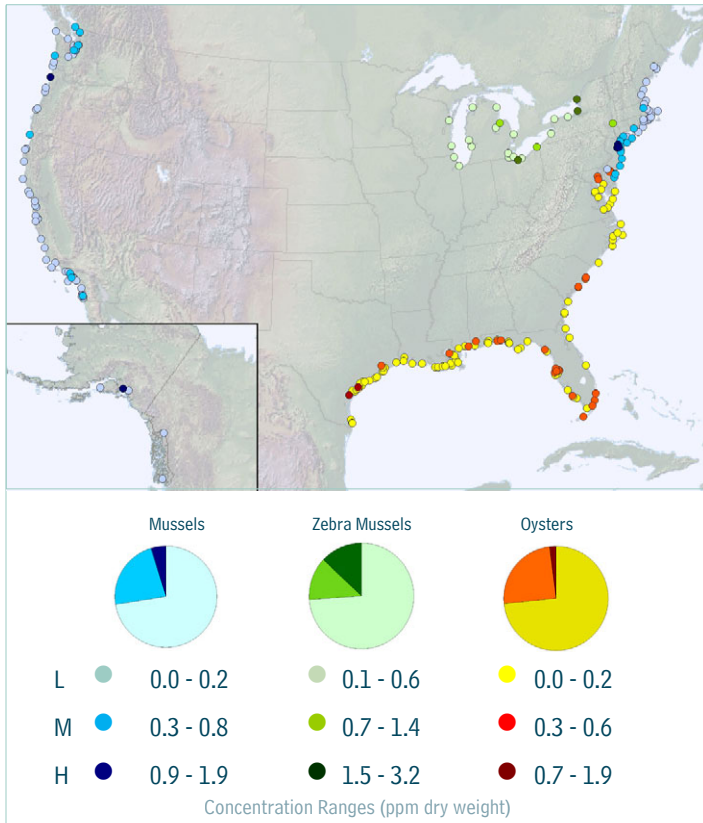 Mussels Zebra Mussels Oysters
L 0.0 - 0.2 0.1 - 0.6 0.0 - 0.2
M 0.3 - 0.8 0.7 - 1.4 0.3 - 0.6
H 0.9 - 1.9 1.5 - 3.2 0.7 - 1.9
Concentration Ranges (ppm dry weight)